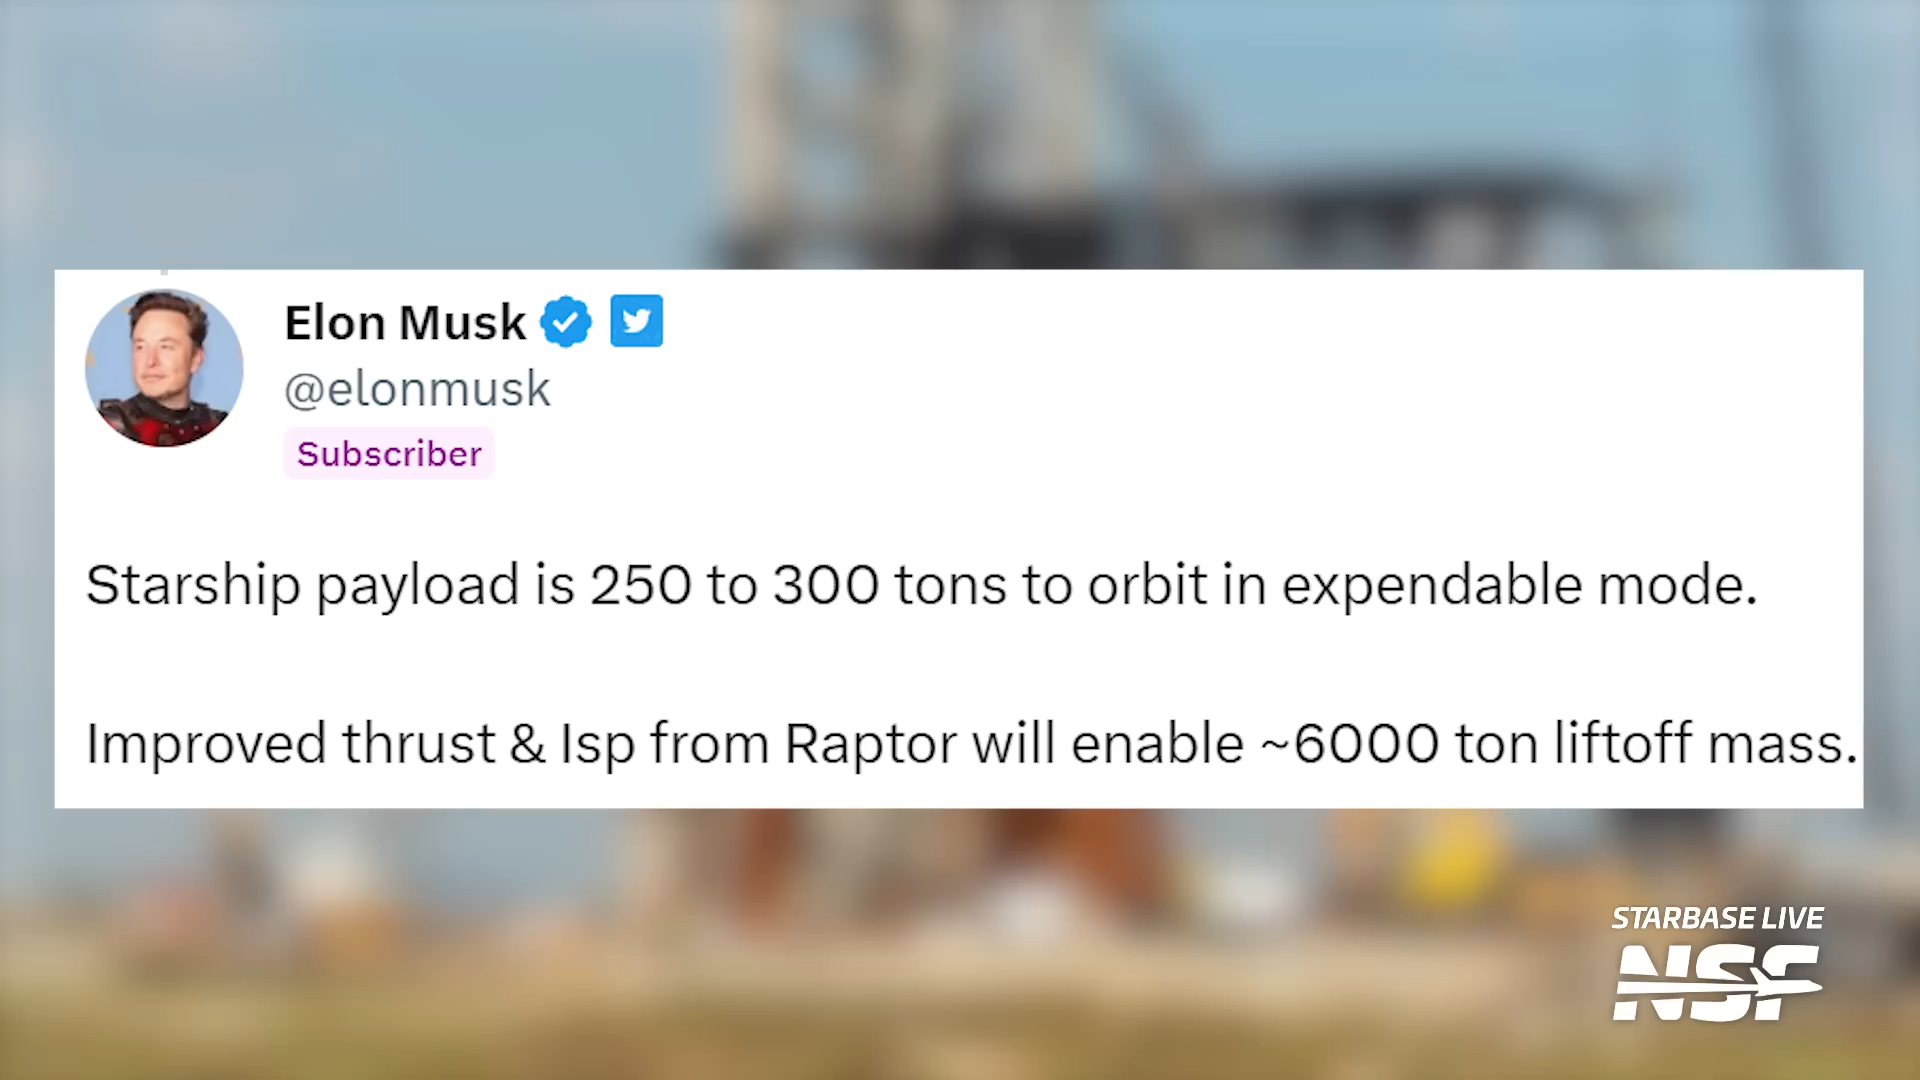 Elon Musk
@elonmusk
Subscriber
Starship payload is 250 to 300 tons to orbit in expendable mode.
Improved thrust & Isp from Raptor will enable ~6000 ton liftoff mass.
STARBASE LIVE
NSF